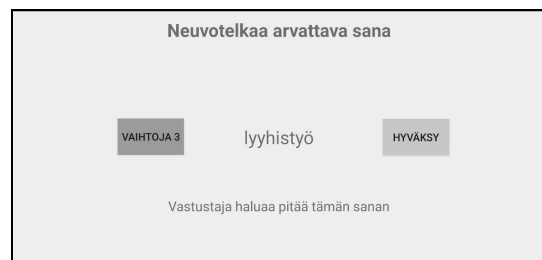 Neuvotelkaa arvattava sana
VAIHTOJA 3 lyyhistyö HYVÄKSY
Vastustaja haluaa pitää tämän sanan